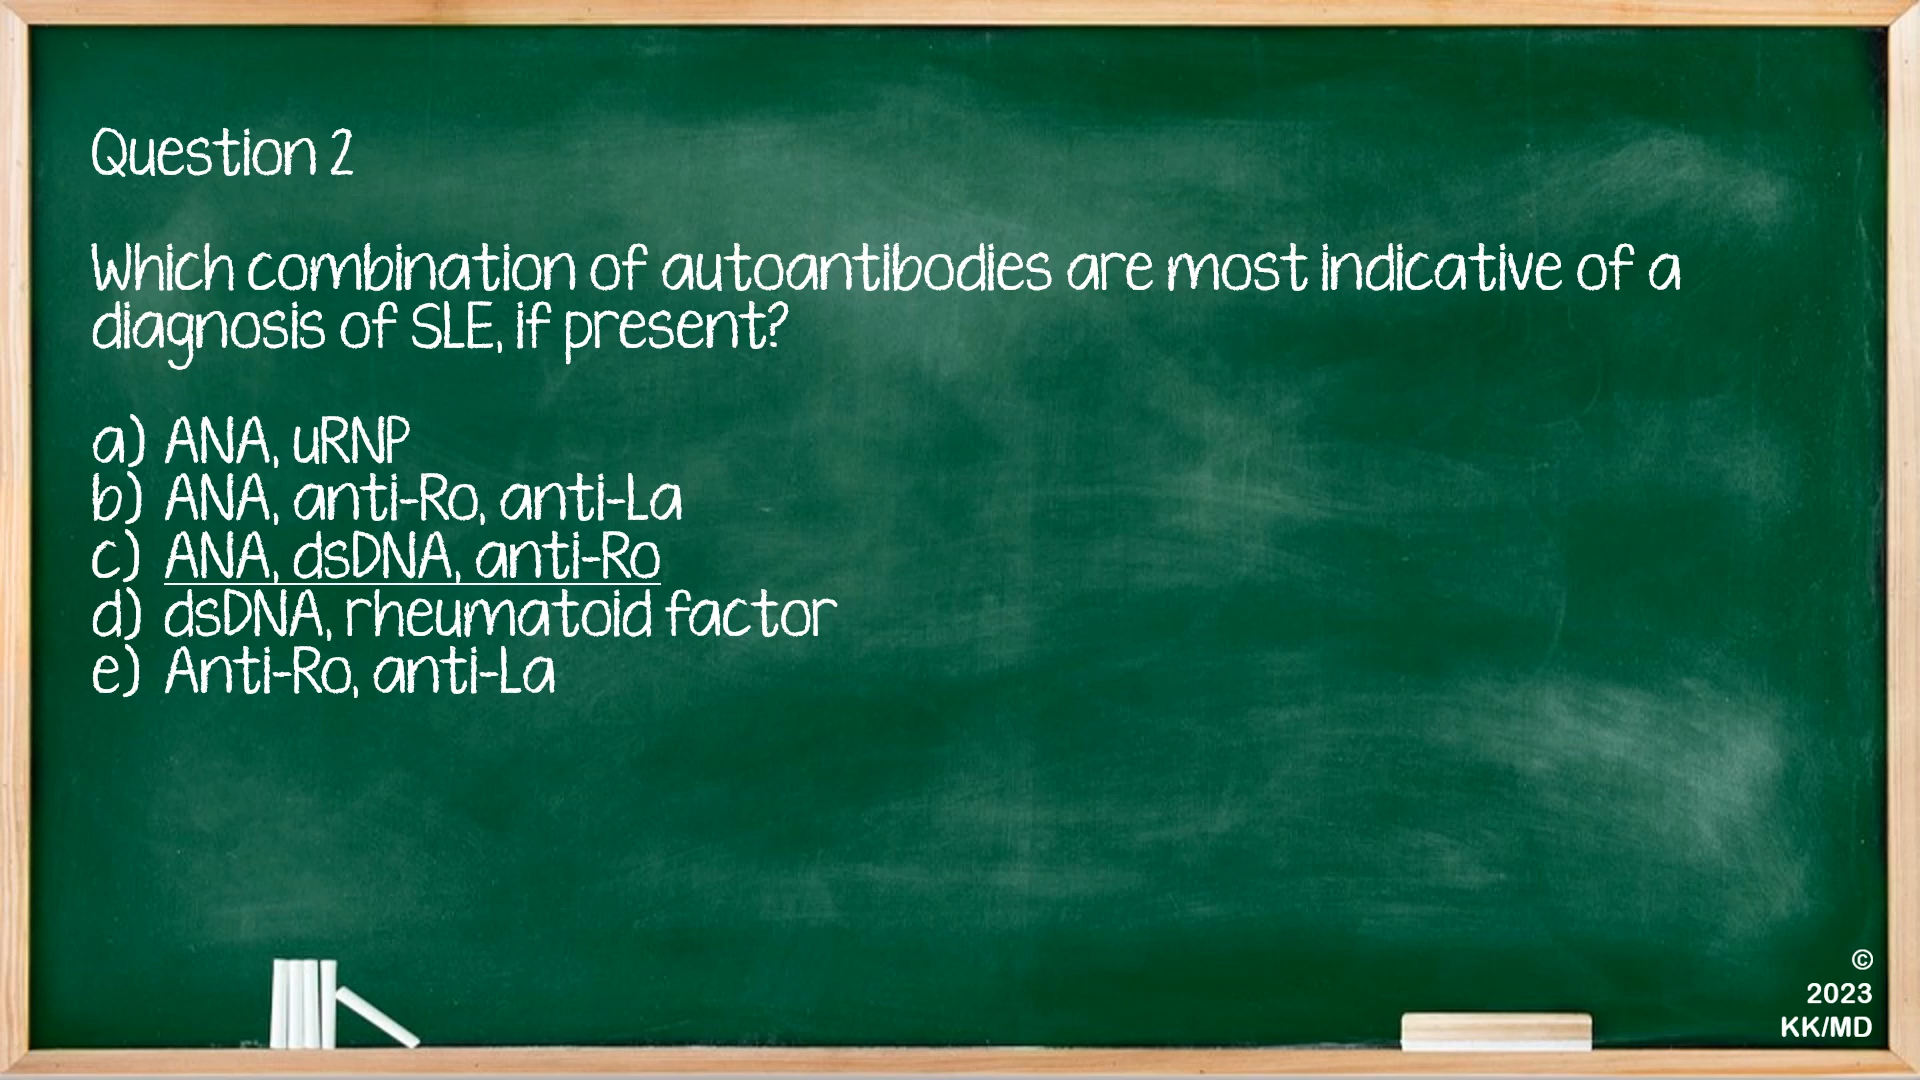 Question 2
Which combination of autoantibodies are most indicative of a
diagnosis of SLE, if present?
a) ANA, uRNP
b) ANA, anti-Ro, anti-La
c) ANA, dsDNA, anti-Ro
d) dsDNA, rheumatoid factor
e) Anti-Ro, anti-La
©
2023
KK/MD